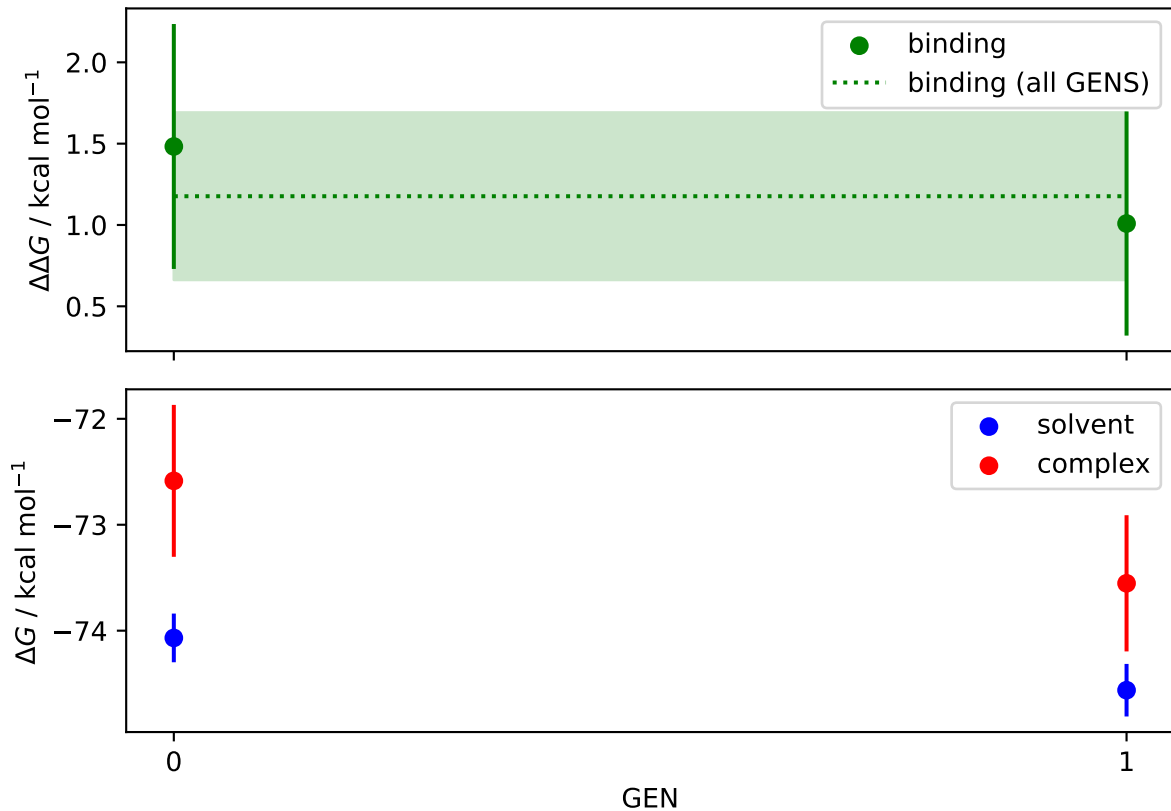 binding
binding (all GENS)
2.0
1.5
1.0
0.5
ΔΔG / kcal mol⁻¹
solvent
complex
−72
−73
−74
ΔG / kcal mol⁻¹
0
1
GEN